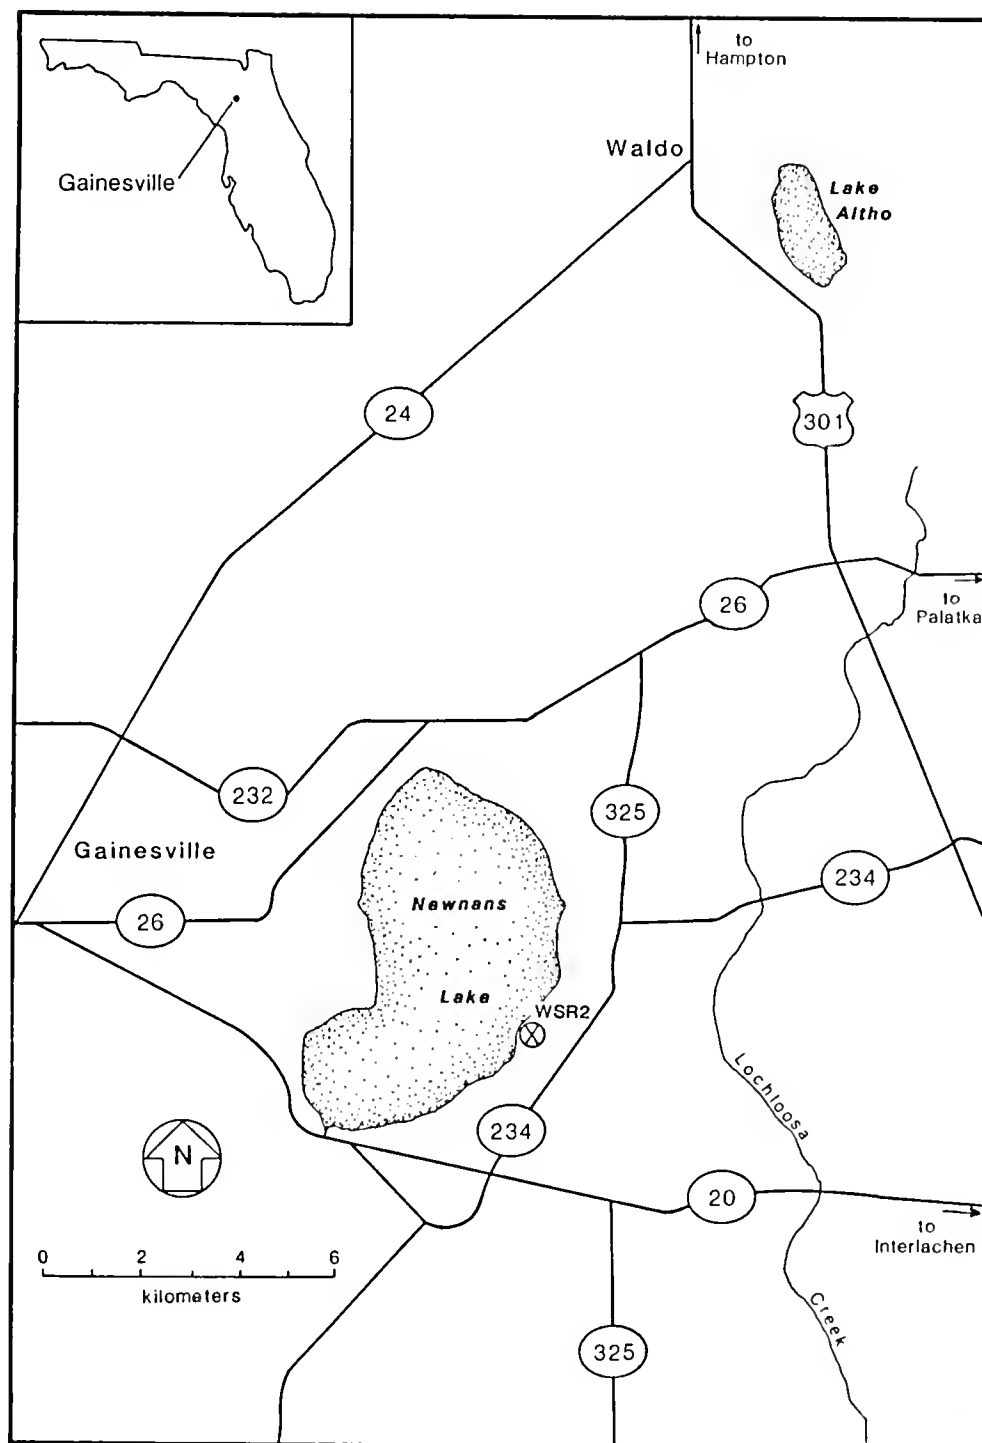 to
Hampton
Waldo
Lake
Altho
Gainesville
24
301
26
to
Palatka
232
325
Gainesville
234
Newnans
26
Lake
WSR2
Lochloosa
234
N
20
to
Interlachen
0 2 4 6
kilometers
Creek
325